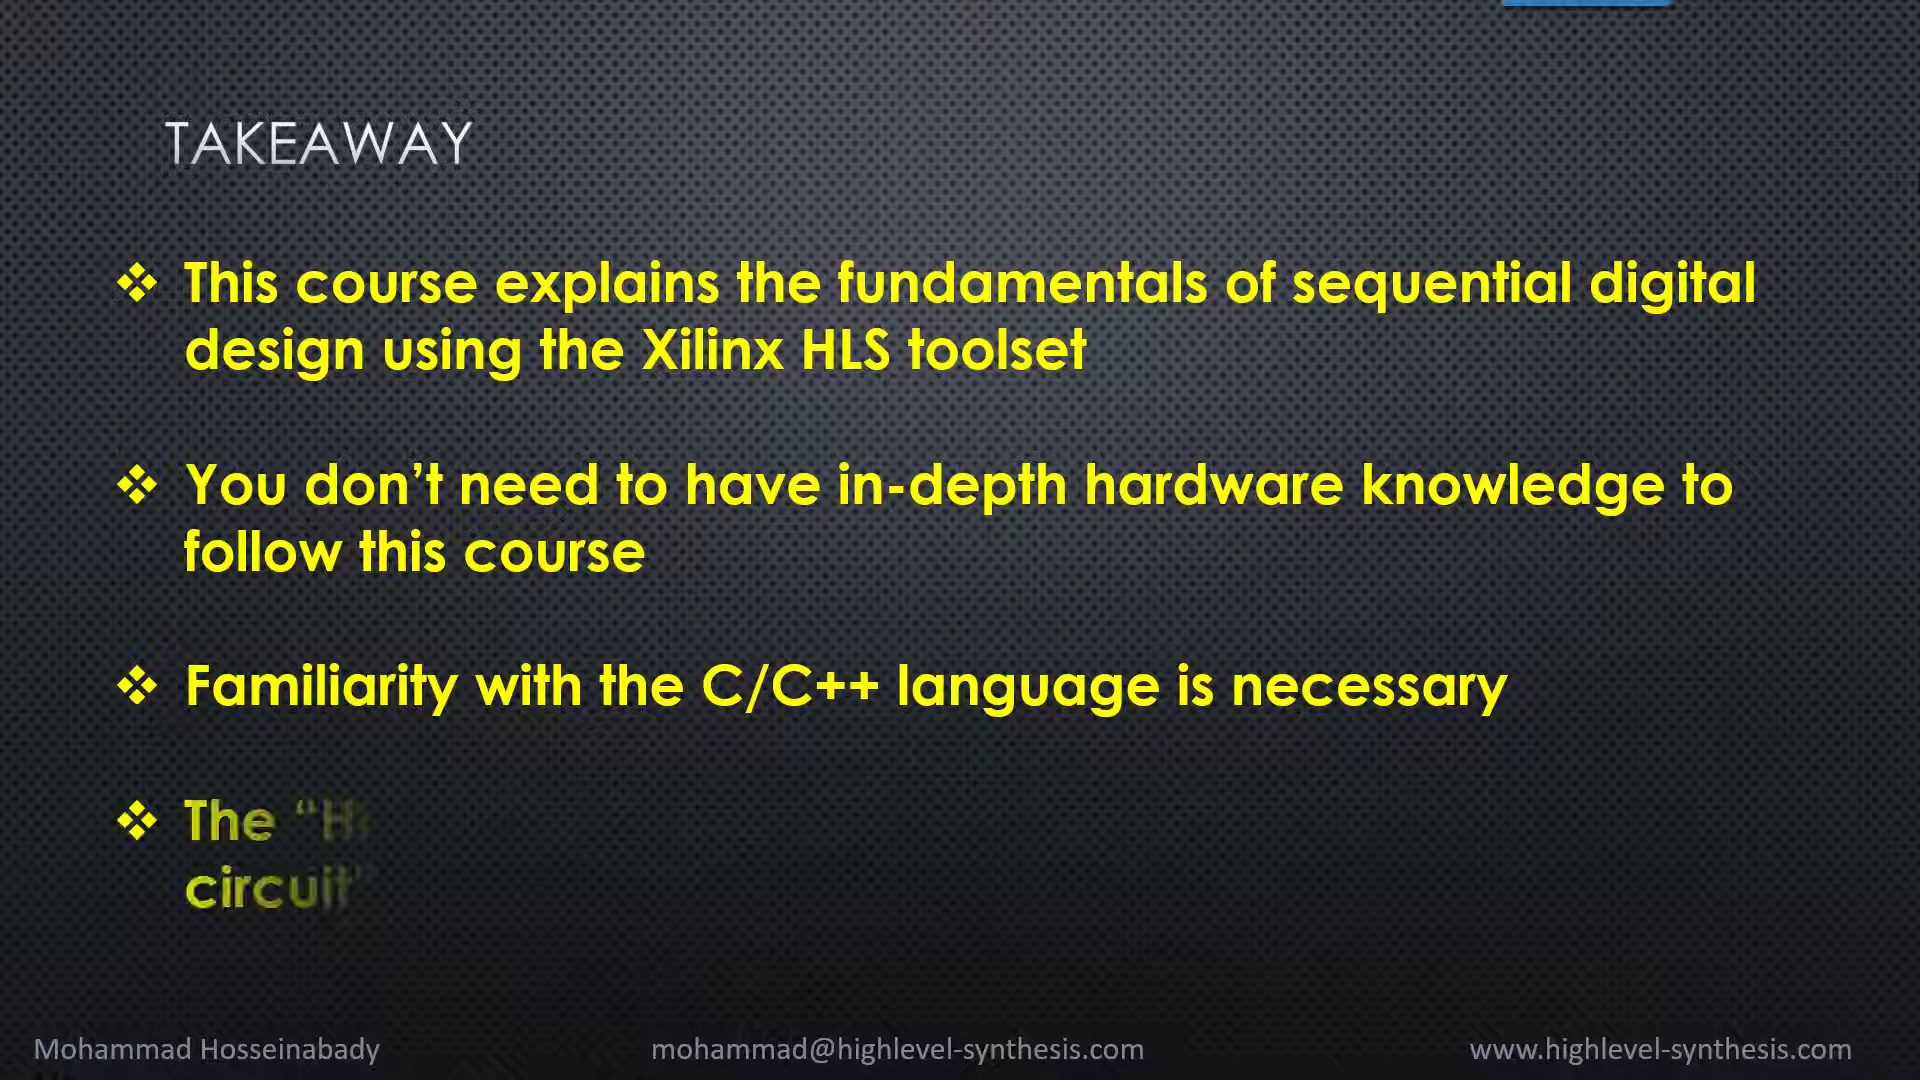 TAKEAWAY
❖ This course explains the fundamentals of sequential digital
design using the Xilinx HLS toolset
❖ You don’t need to have in-depth hardware knowledge to
follow this course
❖ Familiarity with the C/C++ language is necessary
❖ The
circuit”
Mohammad Hosseinabady
mohammad@highlevel-synthesis.com
www.highlevel-synthesis.com